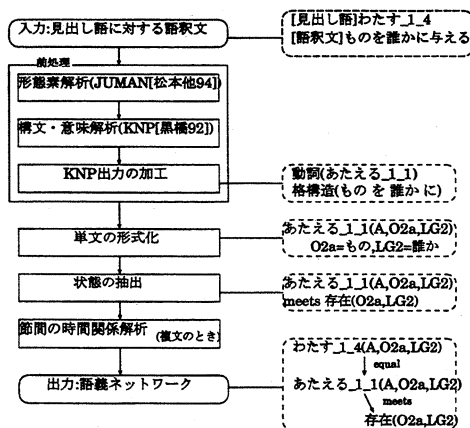 入力:見出し語に対する語釈文
[見出し語]わたす_1_4
[語釈文]ものを誰かに与える
前処理
形態素解析(JUMAN[松本他94])
構文・意味解析(KNP[黒橋92])
KNP出力の加工
動詞(あたえる_1_1)
格構造(もの を 誰か に)
単文の形式化
あたえる_1_1(A,O2a,LG2)
O2a=もの,LG2=誰か
状態の抽出
あたえる_1_1(A,O2a,LG2)
meets 存在(O2a,LG2)
節間の時間関係解析 (複文のとき)
出力:語義ネットワーク
わたす_1_4(A,O2a,LG2)
equal
あたえる_1_1(A,O2a,LG2)
meets
存在(O2a,LG2)